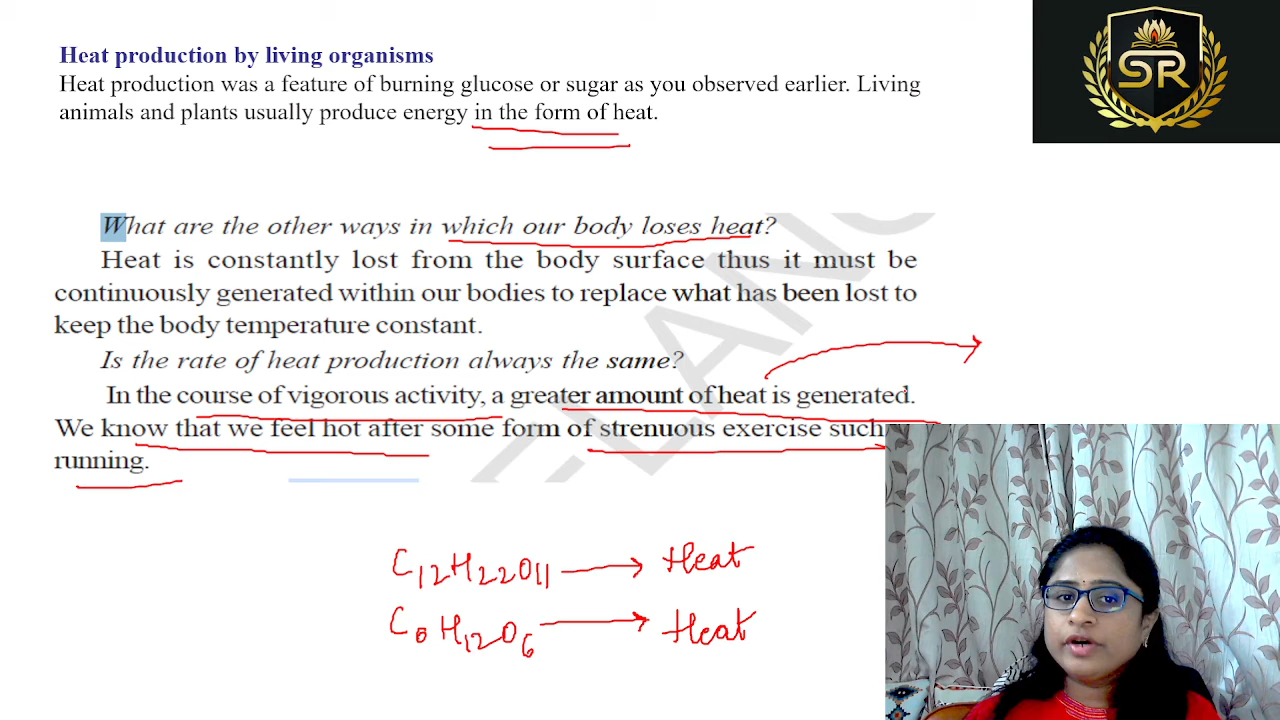 Heat production by living organisms
Heat production was a feature of burning glucose or sugar as you observed earlier. Living
animals and plants usually produce energy in the form of heat.
SR
What are the other ways in which our body loses heat?
Heat is constantly lost from the body surface thus it must be
continuously generated within our bodies to replace what has been lost to
keep the body temperature constant.
Is the rate of heat production always the same?
In the course of vigorous activity, a greater amount of heat is generated.
We know that we feel hot after some form of strenuous exercise such
running.
C12H22O11 → Heat
C6H12O6 → Heat